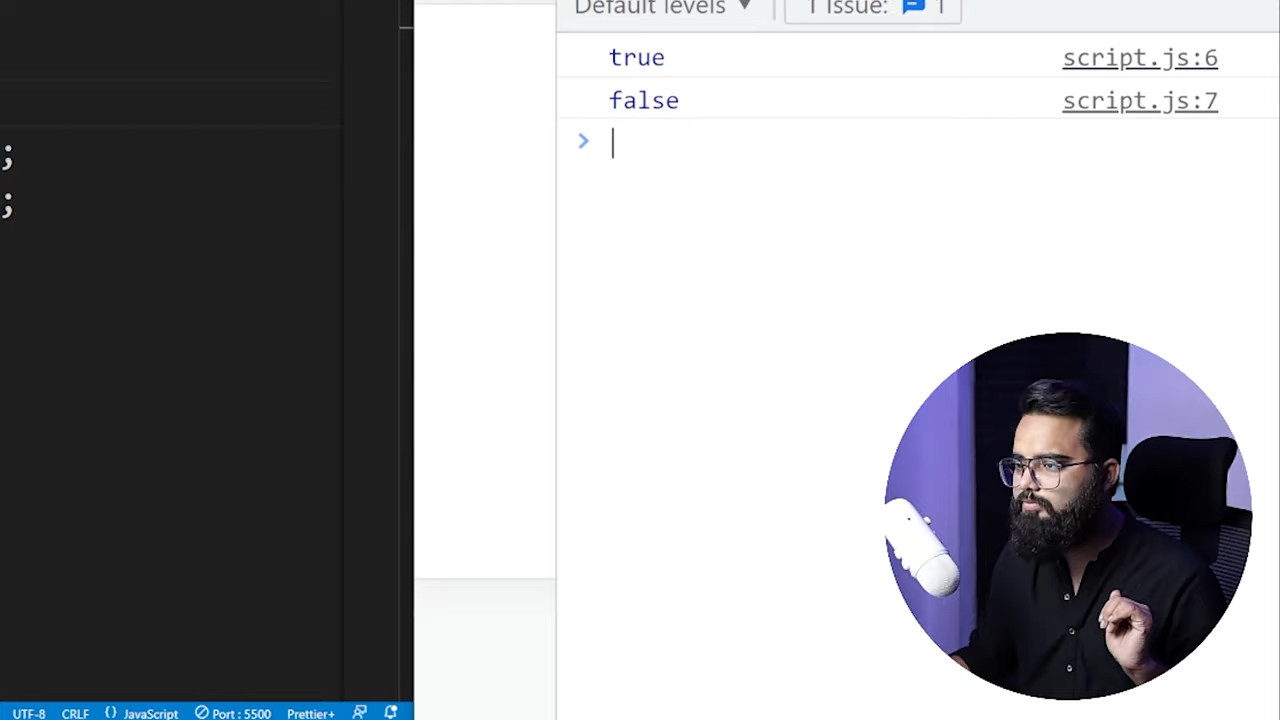 Default levels ▼ 1 Issue: 1
true script.js:6
false script.js:7
>
;
;
UTF-8 CRLF {} JavaScript Port : 5500 Prettier+